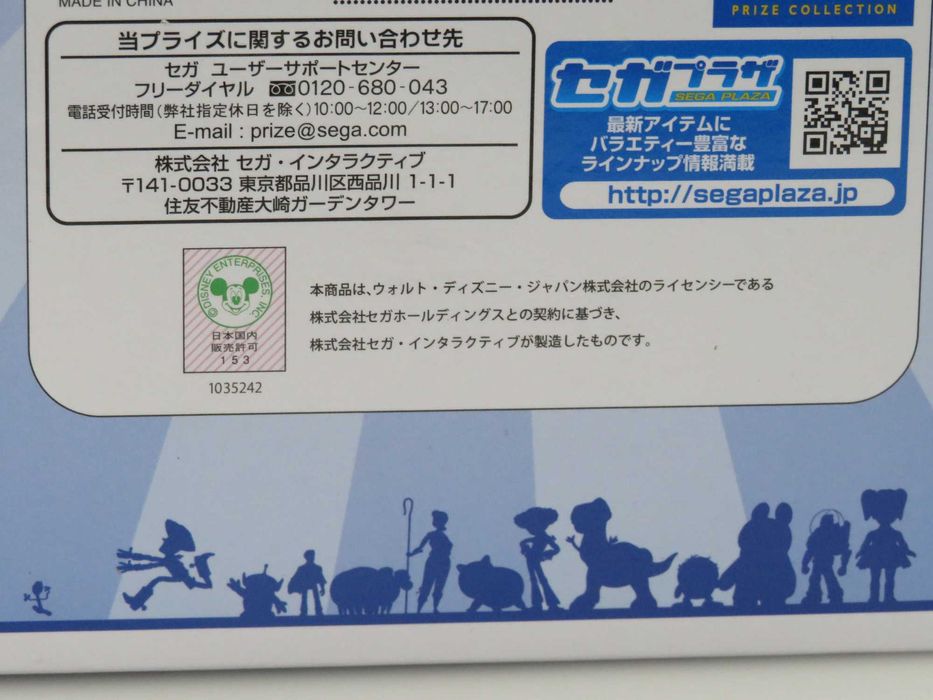 MADE IN CHINA
PRIZE COLLECTION
当プライズに関するお問い合わせ先
セガ ユーザーサポートセンター
フリーダイヤル 0120-680-043
電話受付時間(弊社指定休日を除く)10:00~12:00/13:00~17:00
E-mail : prize@sega.com
株式会社 セガ・インタラクティブ
〒141-0033 東京都品川区西品川 1-1-1
住友不動産大崎ガーデンタワー
セガプラザ
SEGA PLAZA
最新アイテムに
バラエティー豊富な
ラインナップ情報満載
http://segaplaza.jp
©DISNEY ENTERPRISES, INC.
日本国内
販売許可
153
1035242
本商品は、ウォルト・ディズニー・ジャパン株式会社のライセンシーである
株式会社セガホールディングスとの契約に基づき、
株式会社セガ・インタラクティブが製造したものです。